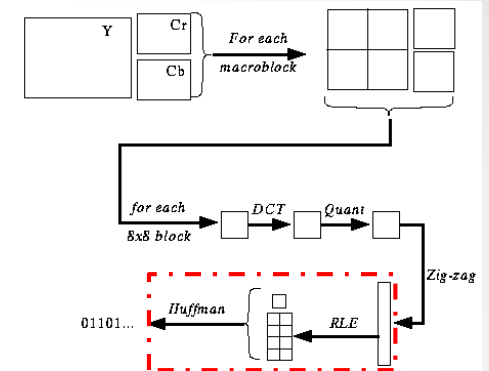 Y
Cr
Cb
For each
macroblock
for each
8x8 block
DCT
Quant
Zig-zag
RLE
Huffman
01101...